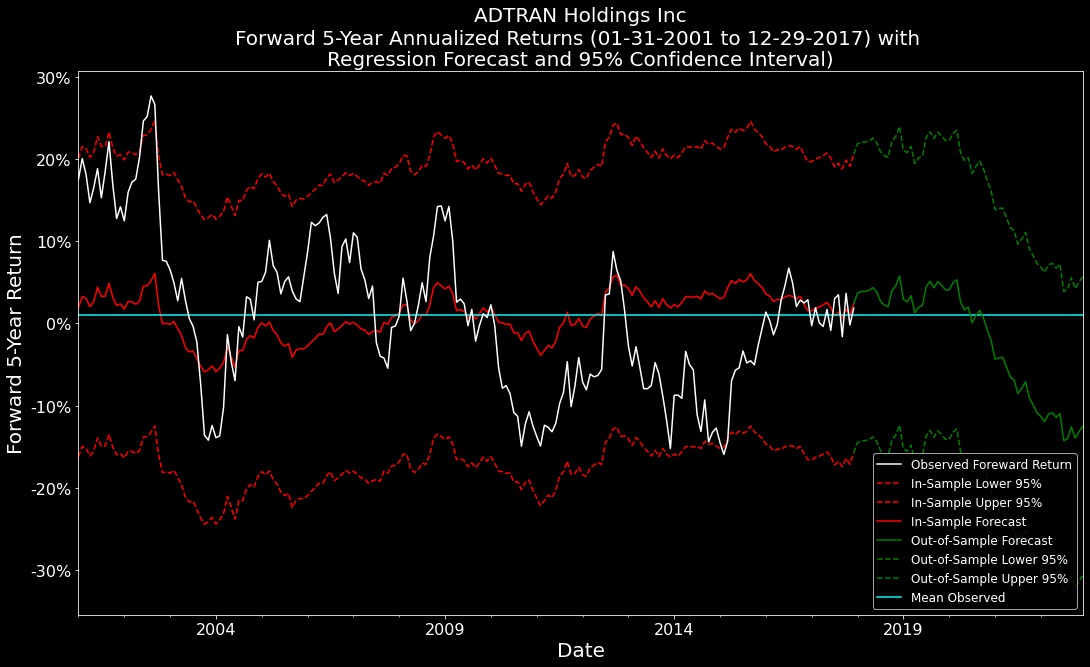 ADTRAN Holdings Inc
Forward 5-Year Annualized Returns (01-31-2001 to 12-29-2017) with
Regression Forecast and 95% Confidence Interval)
Forward 5-Year Return
30%
20%
10%
0%
-10%
-20%
-30%
Observed Foreward Return
In-Sample Lower 95%
In-Sample Upper 95%
In-Sample Forecast
Out-of-Sample Forecast
Out-of-Sample Lower 95%
Out-of-Sample Upper 95%
Mean Observed
2004
2009
2014
2019
Date